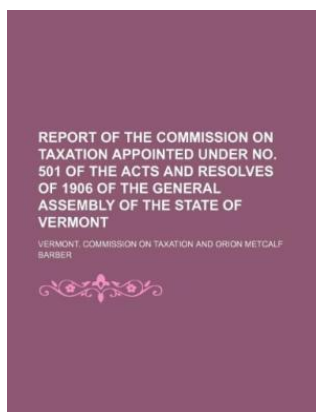 REPORT OF THE COMMISSION ON
TAXATION APPOINTED UNDER NO.
501 OF THE ACTS AND RESOLVES
OF 1906 OF THE GENERAL
ASSEMBLY OF THE STATE OF
VERMONT
VERMONT. COMMISSION ON TAXATION AND ORION METCALF
BARBER